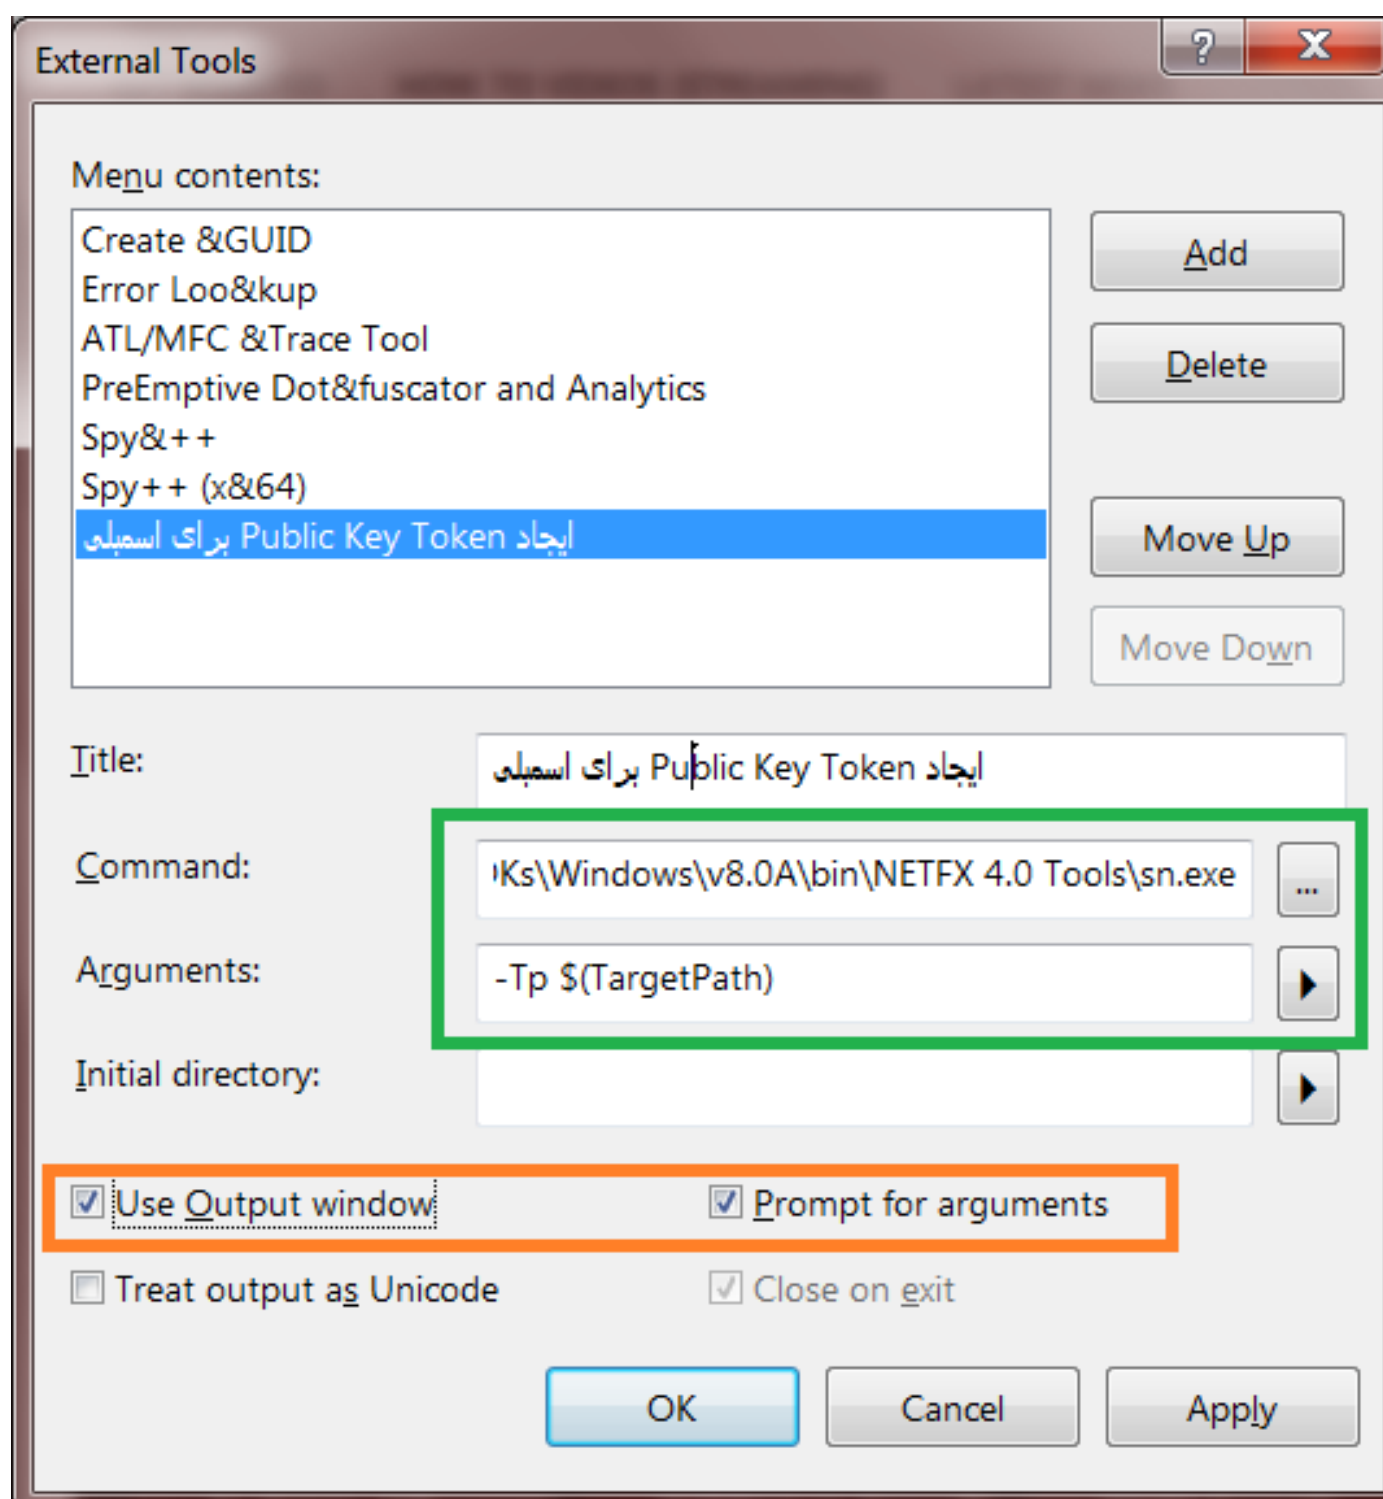 External Tools
Menu contents:
Create &GUID
Error Loo&kup
ATL/MFC &Trace Tool
PreEmptive Dot&fuscator and Analytics
Spy&++
Spy++ (x&64)
ایجاد Public Key Token برای اسمبلی
Add
Delete
Move Up
Move Down
Title:
ایجاد Public Key Token برای اسمبلی
Command:
Ks\Windows\v8.0A\bin\NETFX 4.0 Tools\sn.exe
...
Arguments:
-Tp $(TargetPath)
Initial directory:
Use Output window
Prompt for arguments
Treat output as Unicode
Close on exit
OK
Cancel
Apply